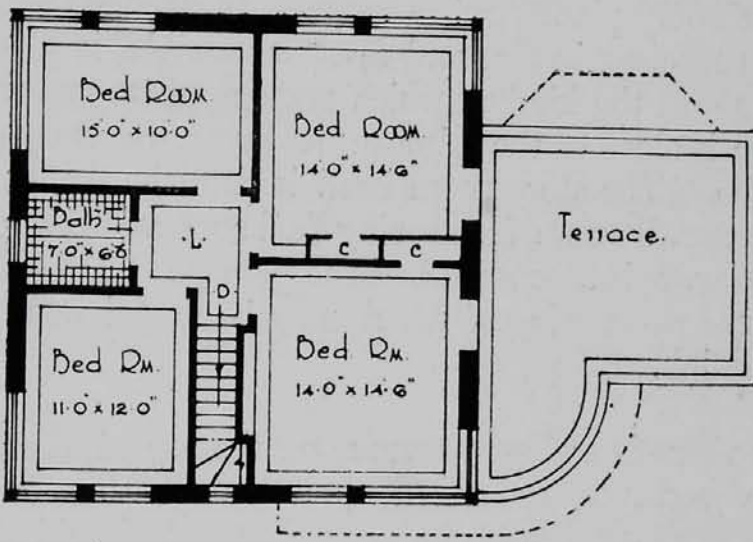 Bed Room.
15'.0" × 10'.0"
Bed Room.
14'.0" × 14'.6"
Bath
7'.0" × 6'.6"
L.
C
C
Terrace.
D
Bed Rm.
11'.0" × 12'.0"
Bed Rm.
14'.0" × 14'.6"